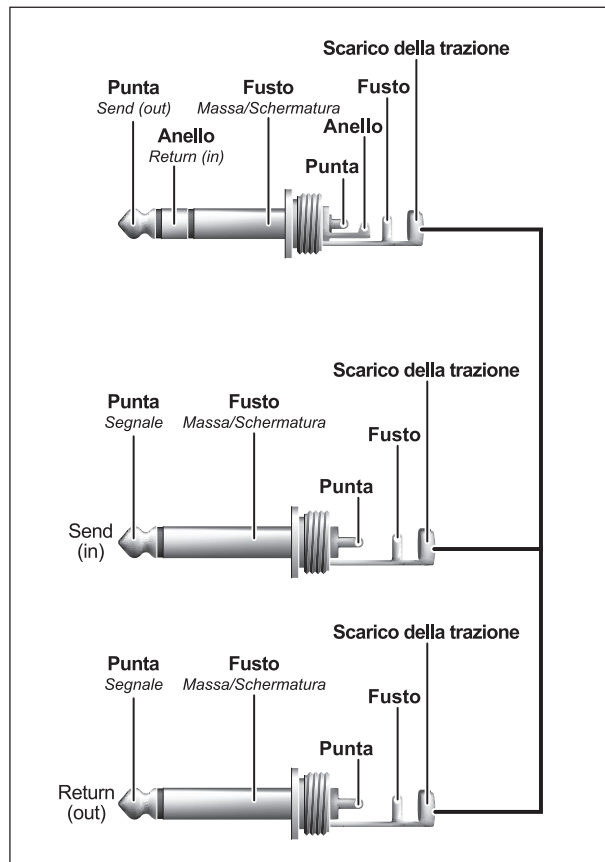 Scarico della trazione
Punta
Send (out)
Fusto
Massa/Schermatura
Fusto
Anello
Return (in)
Anello
Punta
Scarico della trazione
Punta
Segnale
Fusto
Massa/Schermatura
Fusto
Punta
Send
(in)
Scarico della trazione
Punta
Segnale
Fusto
Massa/Schermatura
Fusto
Punta
Return
(out)